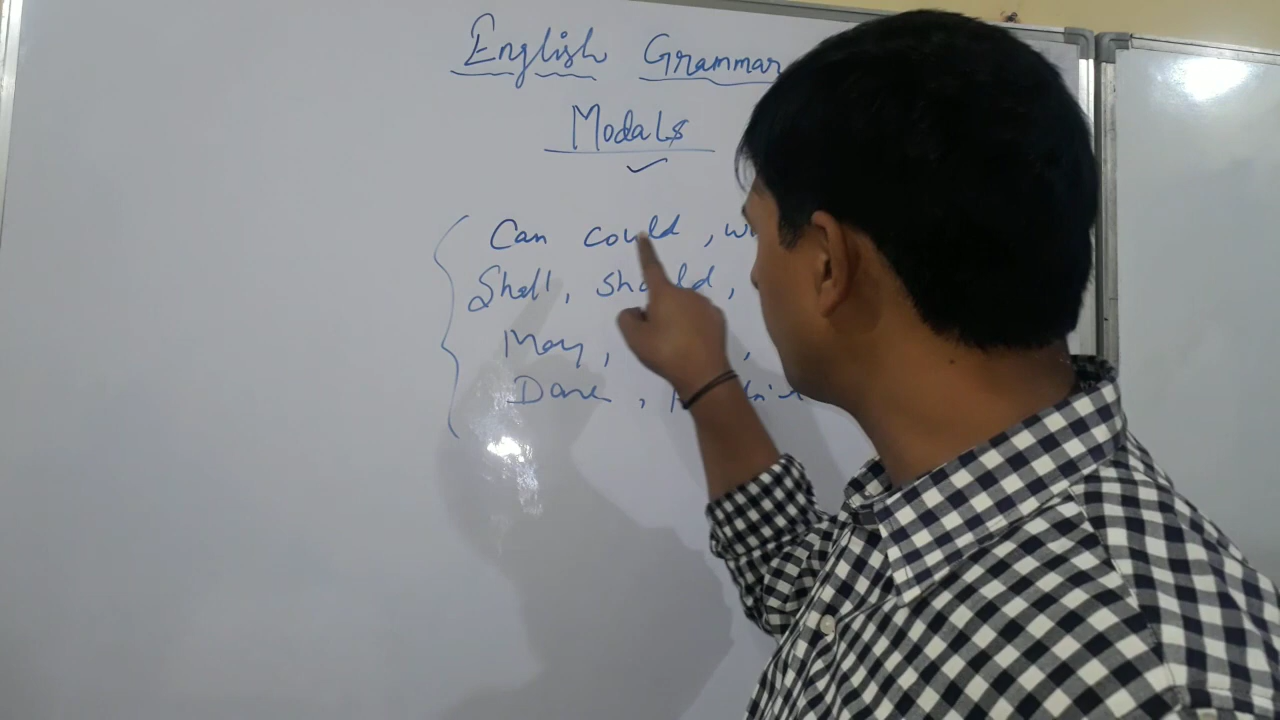 English Grammar
Modals
Can could, w
Shall, should,
May, ,
Dare,